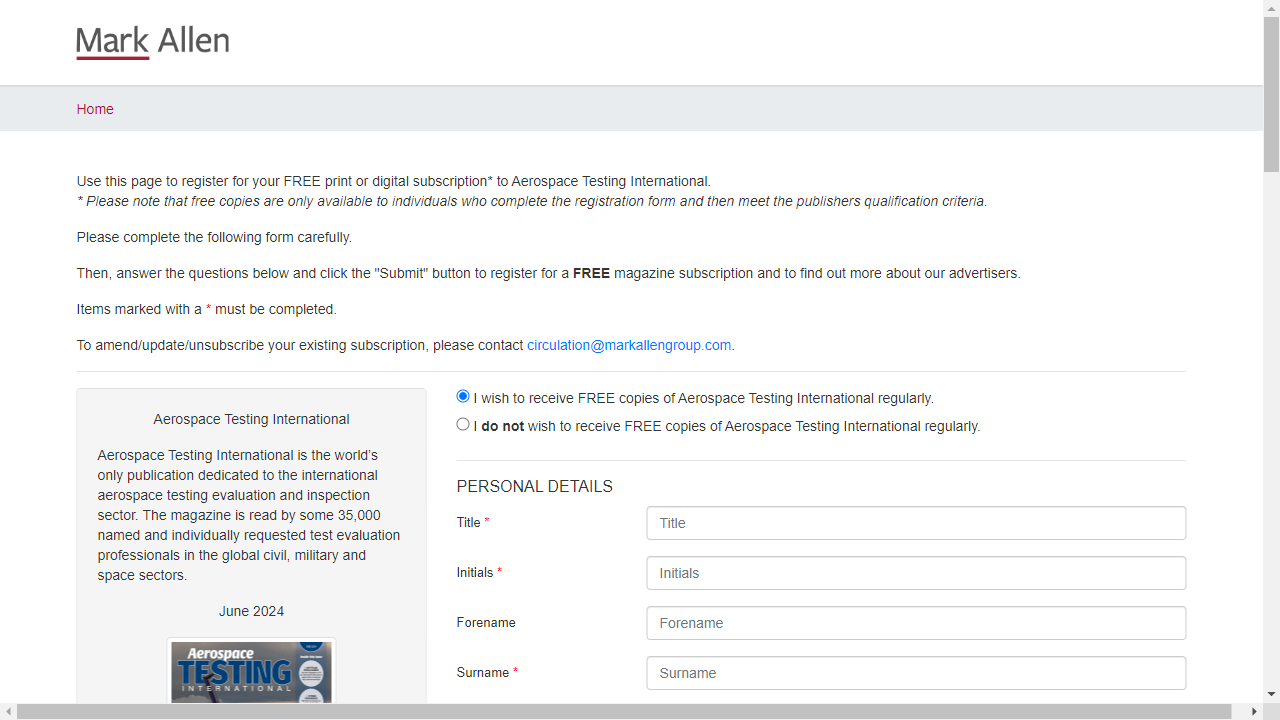 Mark Allen
Home
Use this page to register for your FREE print or digital subscription* to Aerospace Testing International.
* Please note that free copies are only available to individuals who complete the registration form and then meet the publishers qualification criteria.
Please complete the following form carefully.
Then, answer the questions below and click the "Submit" button to register for a FREE magazine subscription and to find out more about our advertisers.
Items marked with a * must be completed.
To amend/update/unsubscribe your existing subscription, please contact circulation@markallengroup.com.
Aerospace Testing International
Aerospace Testing International is the world's
only publication dedicated to the international
aerospace testing evaluation and inspection
sector. The magazine is read by some 35,000
named and individually requested test evaluation
professionals in the global civil, military and
space sectors.
June 2024
Aerospace
TESTING
INTERNATIONAL
I wish to receive FREE copies of Aerospace Testing International regularly.
I do not wish to receive FREE copies of Aerospace Testing International regularly.
PERSONAL DETAILS
Title *
Title
Initials *
Initials
Forename
Forename
Surname *
Surname